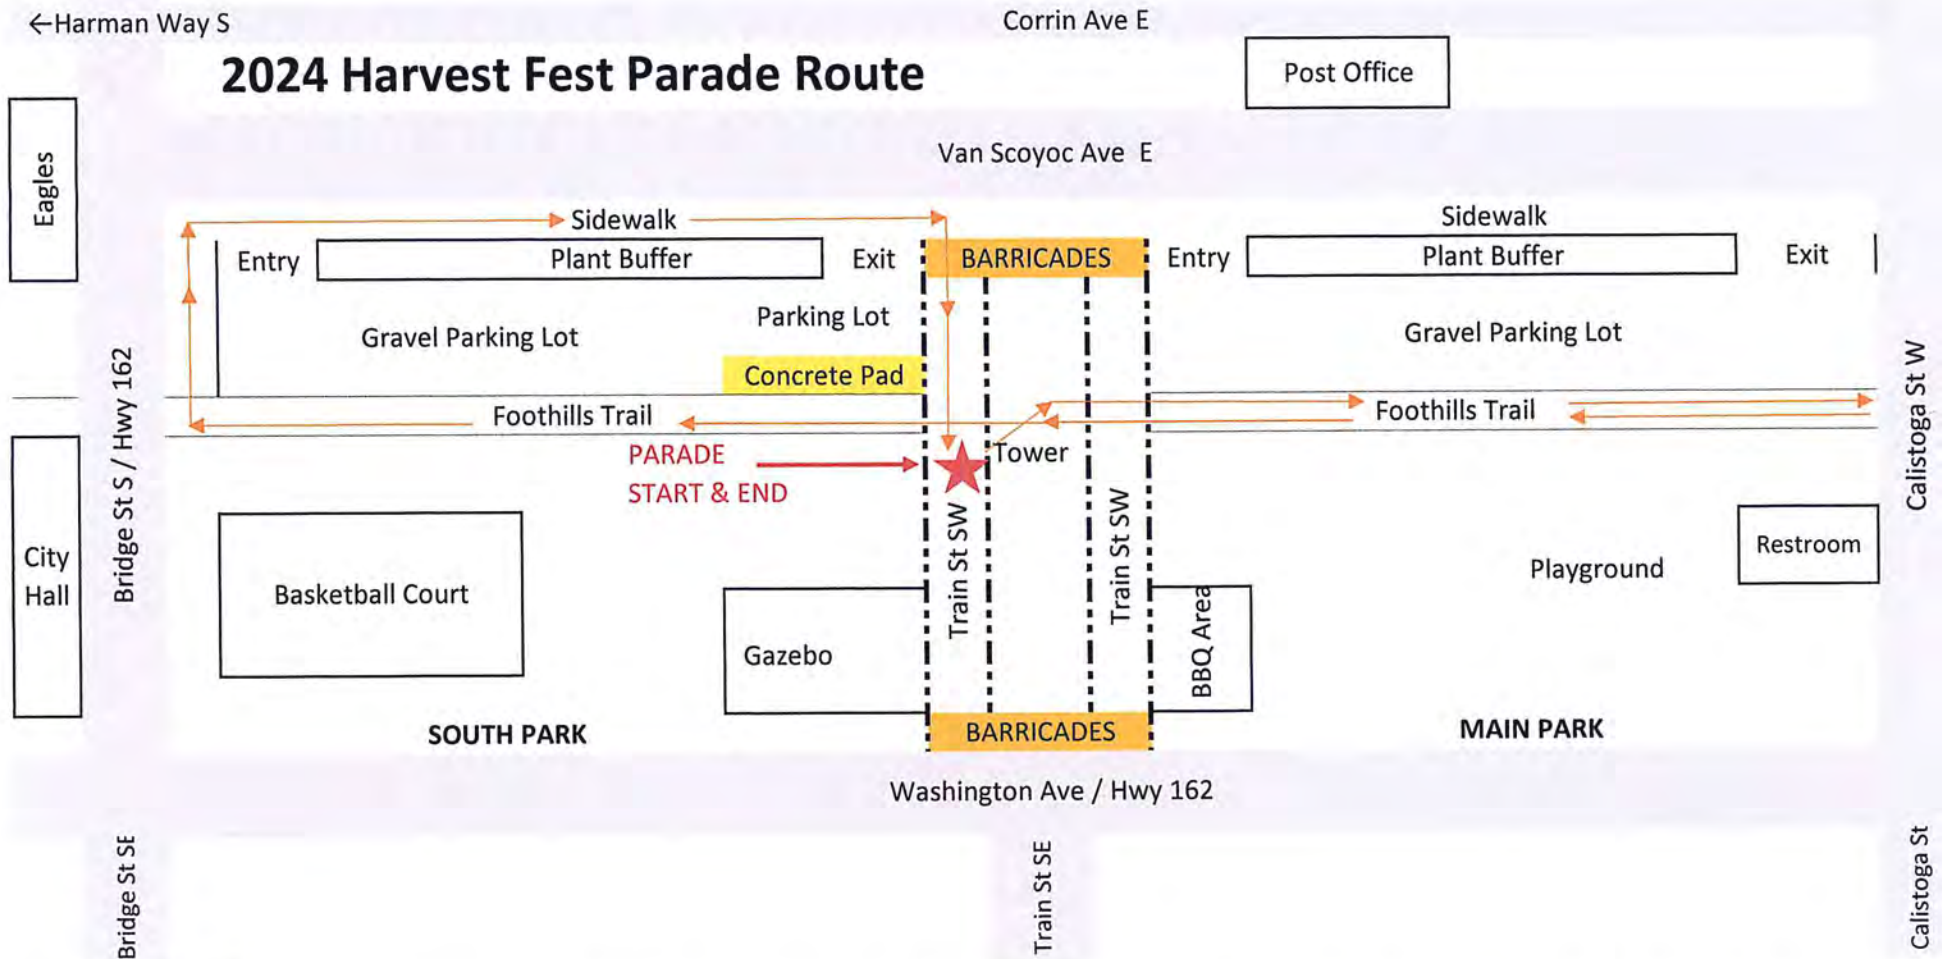 ←Harman Way S
Corrin Ave E
2024 Harvest Fest Parade Route
Post Office
Eagles
Van Scoyoc Ave E
Sidewalk
Sidewalk
Entry
Plant Buffer
Exit
BARRICADES
Entry
Plant Buffer
Exit
Gravel Parking Lot
Parking Lot
Gravel Parking Lot
Concrete Pad
Bridge St S / Hwy 162
Calistoga St W
Foothills Trail
Foothills Trail
PARADE
START & END
Tower
City
Hall
Basketball Court
Train St SW
Train St SW
Playground
Restroom
Gazebo
BBQ Area
SOUTH PARK
BARRICADES
MAIN PARK
Washington Ave / Hwy 162
Bridge St SE
Train St SE
Calistoga St